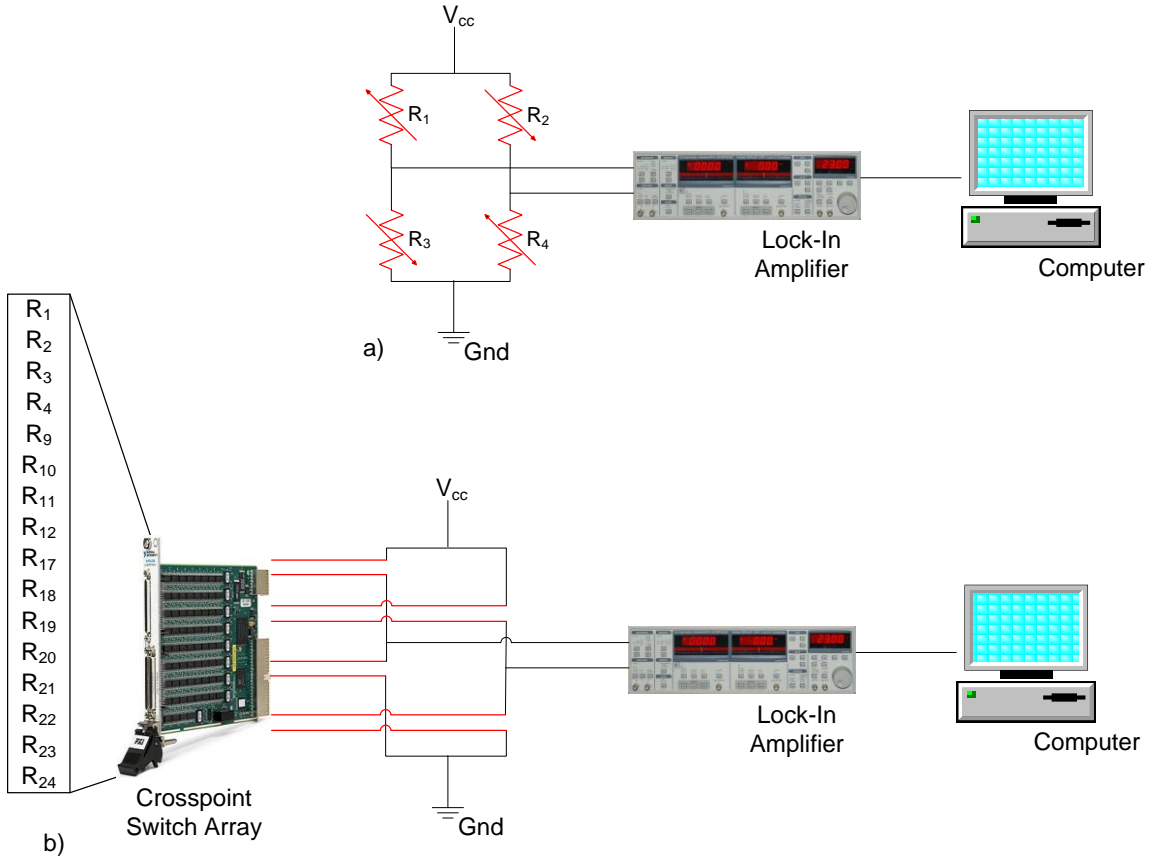 Vcc
R1
R2
R3
R4
Lock-In
Amplifier
Computer
Gnd
a)
R1
R2
R3
R4
R9
R10
R11
R12
R17
R18
R19
R20
R21
R22
R23
R24
Vcc
Lock-In
Amplifier
Computer
Crosspoint
Switch Array
Gnd
b)